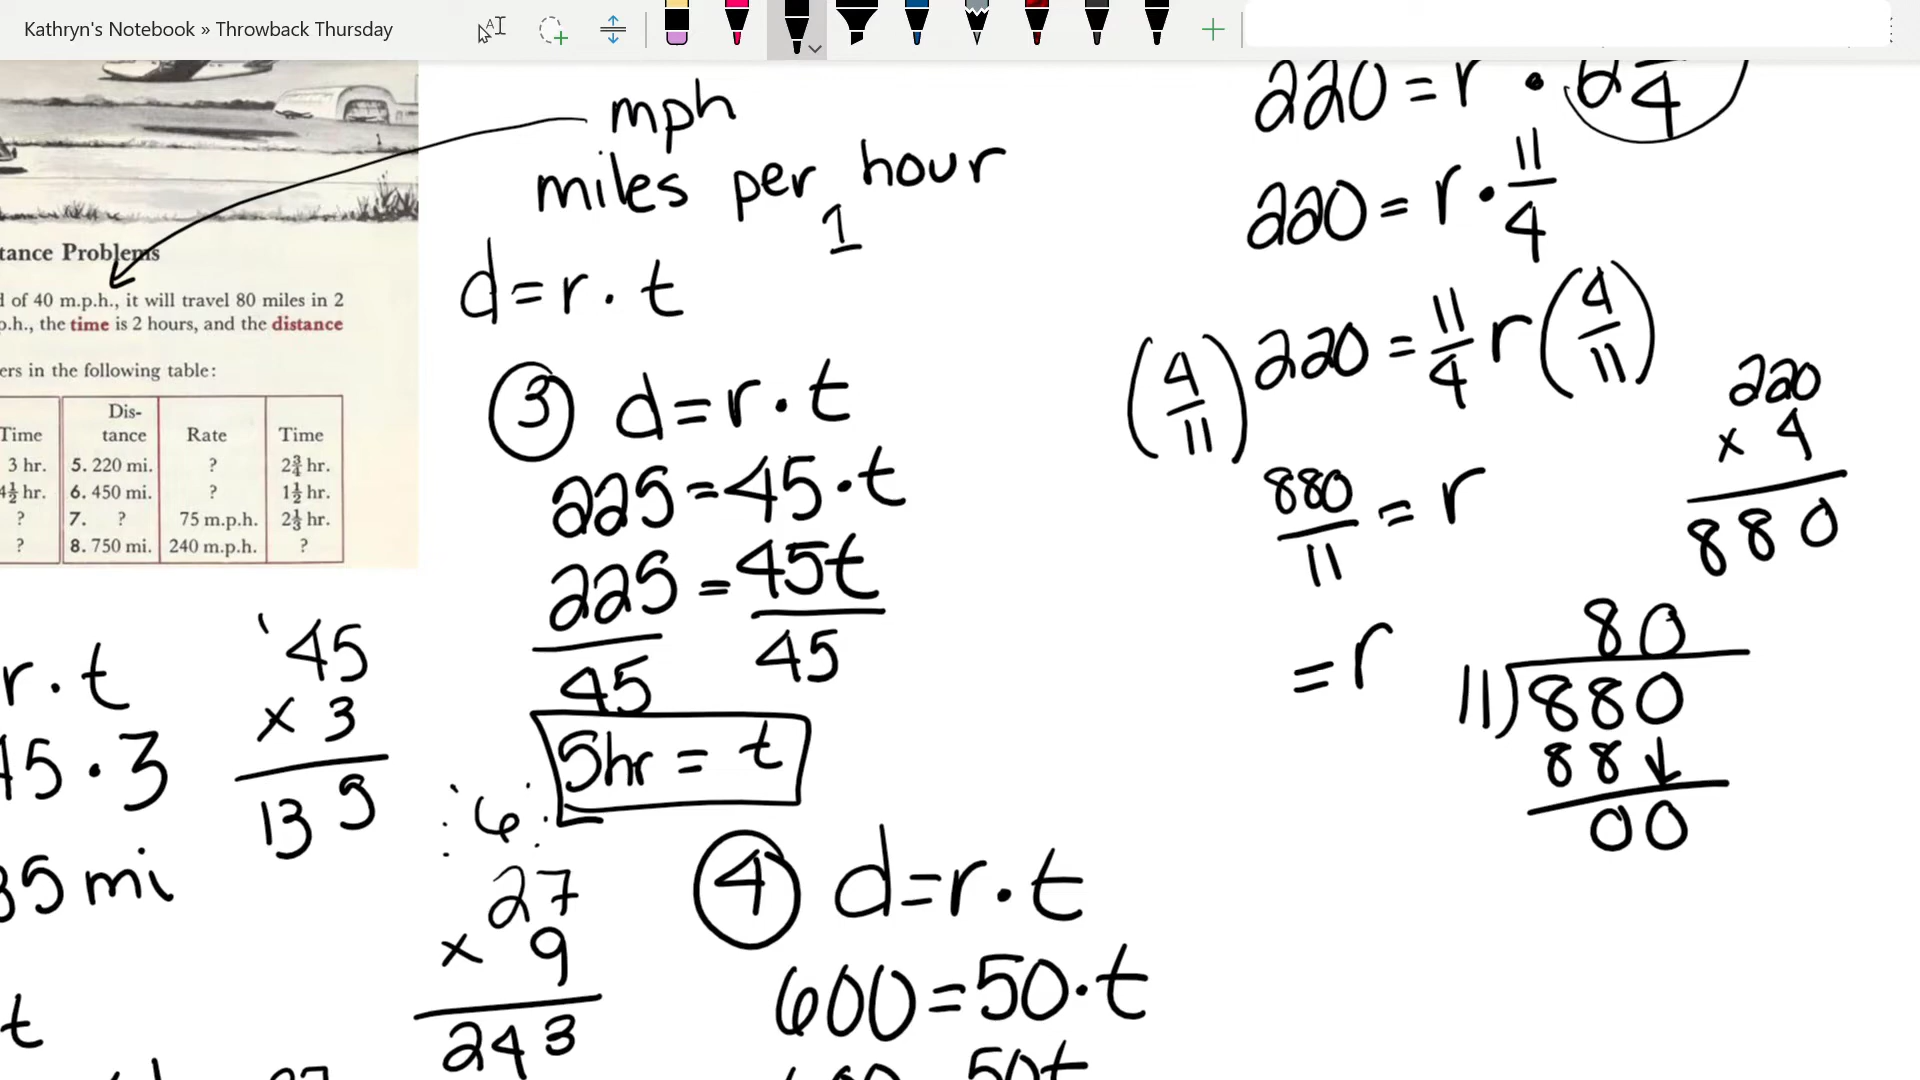 Kathryn's Notebook » Throwback Thursday
mph
miles per hour
1
d=r·t
tance Problems
d of 40 m.p.h., it will travel 80 miles in 2
p.h., the time is 2 hours, and the distance
ers in the following table:
Time Dis-tance Rate Time
3 hr. 5. 220 mi. ? 2¾ hr.
4½ hr. 6. 450 mi. ? 1½ hr.
? 7. ? 75 m.p.h. 2⅓ hr.
? 8. 750 mi. 240 m.p.h. ?
r.t
45·3
35 mi
t
45
x 3
135
③ d=r·t
225=45·t
225 = 45t
45 45
5hr = t
6
27
x 9
243
④ d=r·t
600=50·t
50t
220=r·2 /4
220=r·11/4
(4/11) 220=11/4 r(4/11)
880/11 = r
=r
220
x 4
880
80
11)880
88↓
00